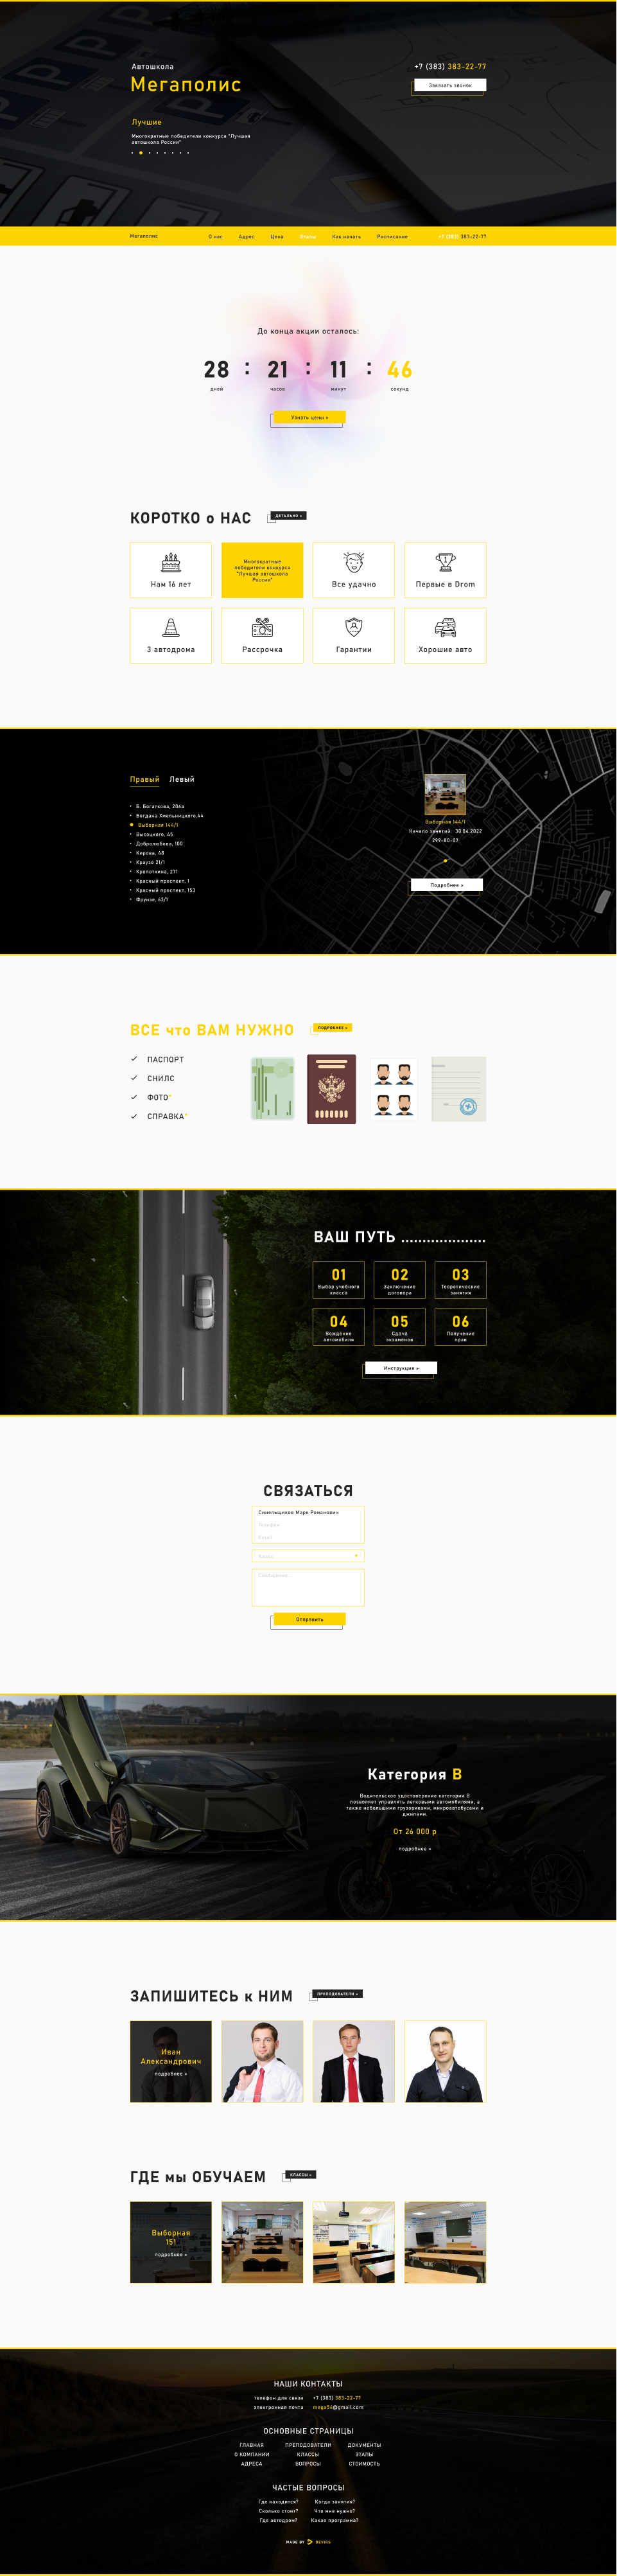 Автошкола
Мегаполис
+7 (383) 383-22-77
Заказать звонок
Лучшие
Многократные победители конкурса "Лучшая
автошкола России"
Мегаполис
О нас
Адрес
Цена
Этапы
Как начать
Расписание
+7 (383) 383-22-77
До конца акции осталось:
28 : 21 : 11 : 46
дней
часов
минут
секунд
Узнать цены »
КОРОТКО о НАС
ДЕТАЛЬНО »
Нам 16 лет
Многократные
победители конкурса
"Лучшая автошкола
России"
Все удачно
Первые в Drom
3 автодрома
Рассрочка
Гарантии
Хорошие авто
Правый
Левый
Б. Богаткова, 206а
Богдана Хмельницкого,44
Выборная 144/1
Высоцкого, 45
Добролюбова, 100
Кирова, 48
Краузе 21/1
Кропоткина, 271
Красный проспект, 1
Красный проспект, 153
Фрунзе, 63/1
Выборная 144/1
Начало занятий: 30.04.2022
299-80-03
Подробнее »
ВСЕ что ВАМ НУЖНО
ПОДРОБНЕЕ »
ПАСПОРТ
СНИЛС
ФОТО*
СПРАВКА*
ВАШ ПУТЬ ....................
01
Выбор учебного
класса
02
Заключение
договора
03
Теоретические
занятия
04
Вождение
автомобиля
05
Сдача
экзаменов
06
Получение
прав
Инструкция »
СВЯЗАТЬСЯ
Синельщиков Марк Романович
Телефон
Email
Класс
Сообщение...
Отправить
Категория B
Водительское удостоверение категории B
позволяет управлять легковыми автомобилями, а
также небольшими грузовиками, микроавтобусами и
джипами.
От 26 000 р
подробнее »
ЗАПИШИТЕСЬ к НИМ
ПРЕПОДОВАТЕЛИ »
Иван
Александрович
подробнее »
ГДЕ мы ОБУЧАЕМ
КЛАССЫ »
Выборная
151
подробнее »
НАШИ КОНТАКТЫ
телефон для связи
+7 (383) 383-22-77
электронная почта
mega54@gmail.com
ОСНОВНЫЕ СТРАНИЦЫ
ГЛАВНАЯ
ПРЕПОДОВАТЕЛИ
ДОКУМЕНТЫ
О КОМПАНИИ
КЛАССЫ
ЭТАПЫ
АДРЕСА
ВОПРОСЫ
СТОИМОСТЬ
ЧАСТЫЕ ВОПРОСЫ
Где находится?
Когда занятия?
Сколько стоит?
Что мне нужно?
Где автодром?
Какая программа?
MADE BY
DEVIKS